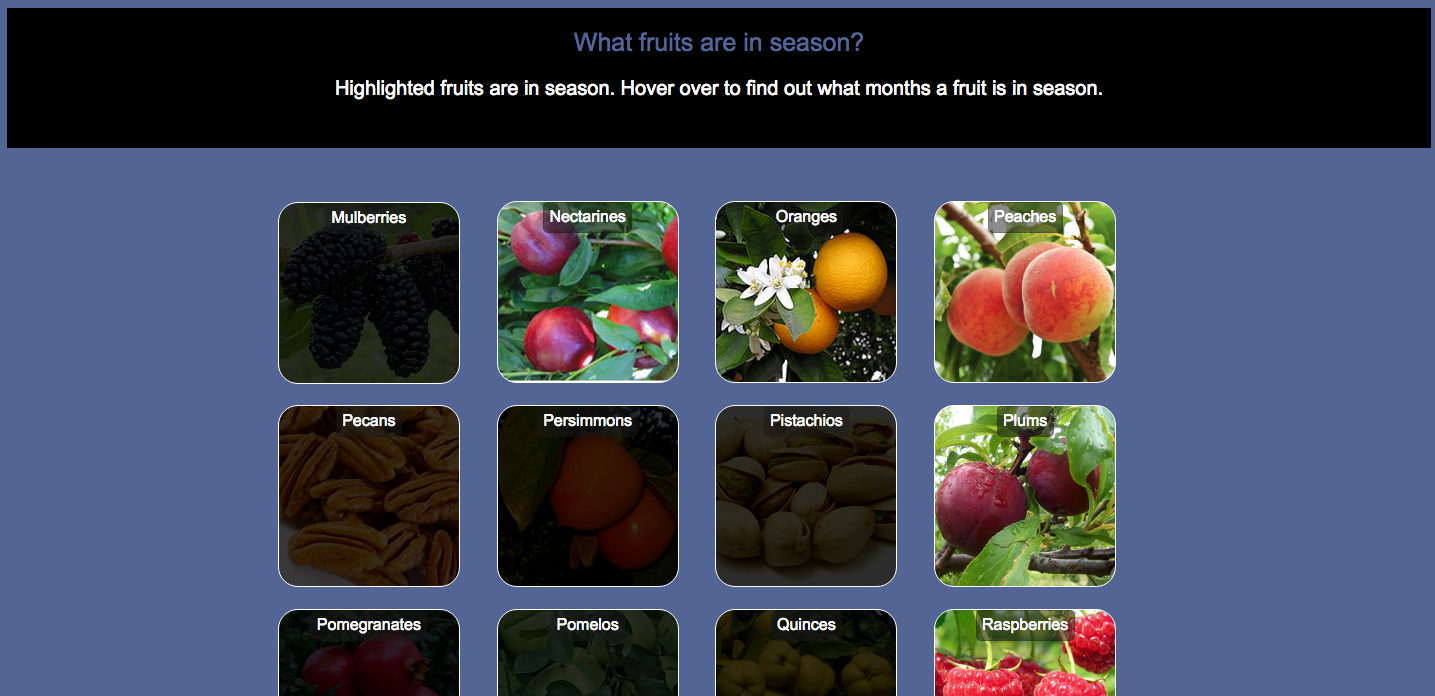 What fruits are in season?
Highlighted fruits are in season. Hover over to find out what months a fruit is in season.
Mulberries
Nectarines
Oranges
Peaches
Pecans
Persimmons
Pistachios
Plums
Pomegranates
Pomelos
Quinces
Raspberries